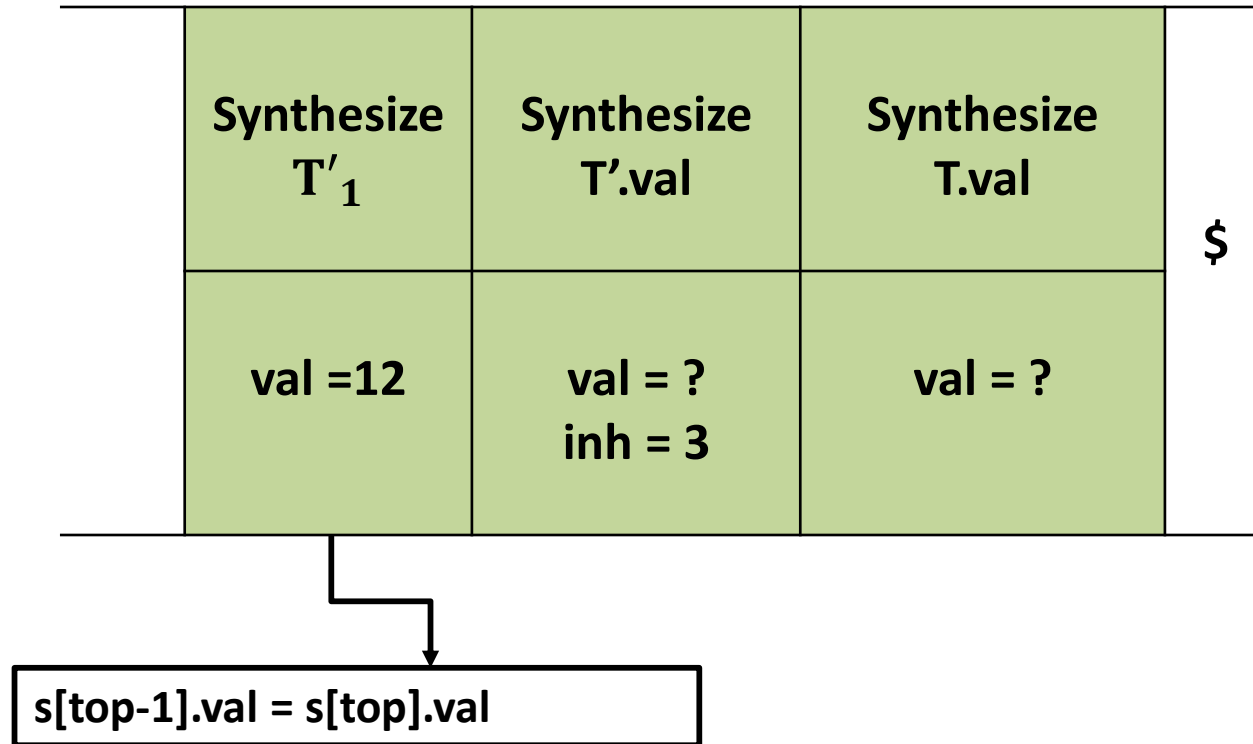 Synthesize
T′₁
Synthesize
T’.val
Synthesize
T.val
$
val =12
val = ?
inh = 3
val = ?
s[top-1].val = s[top].val